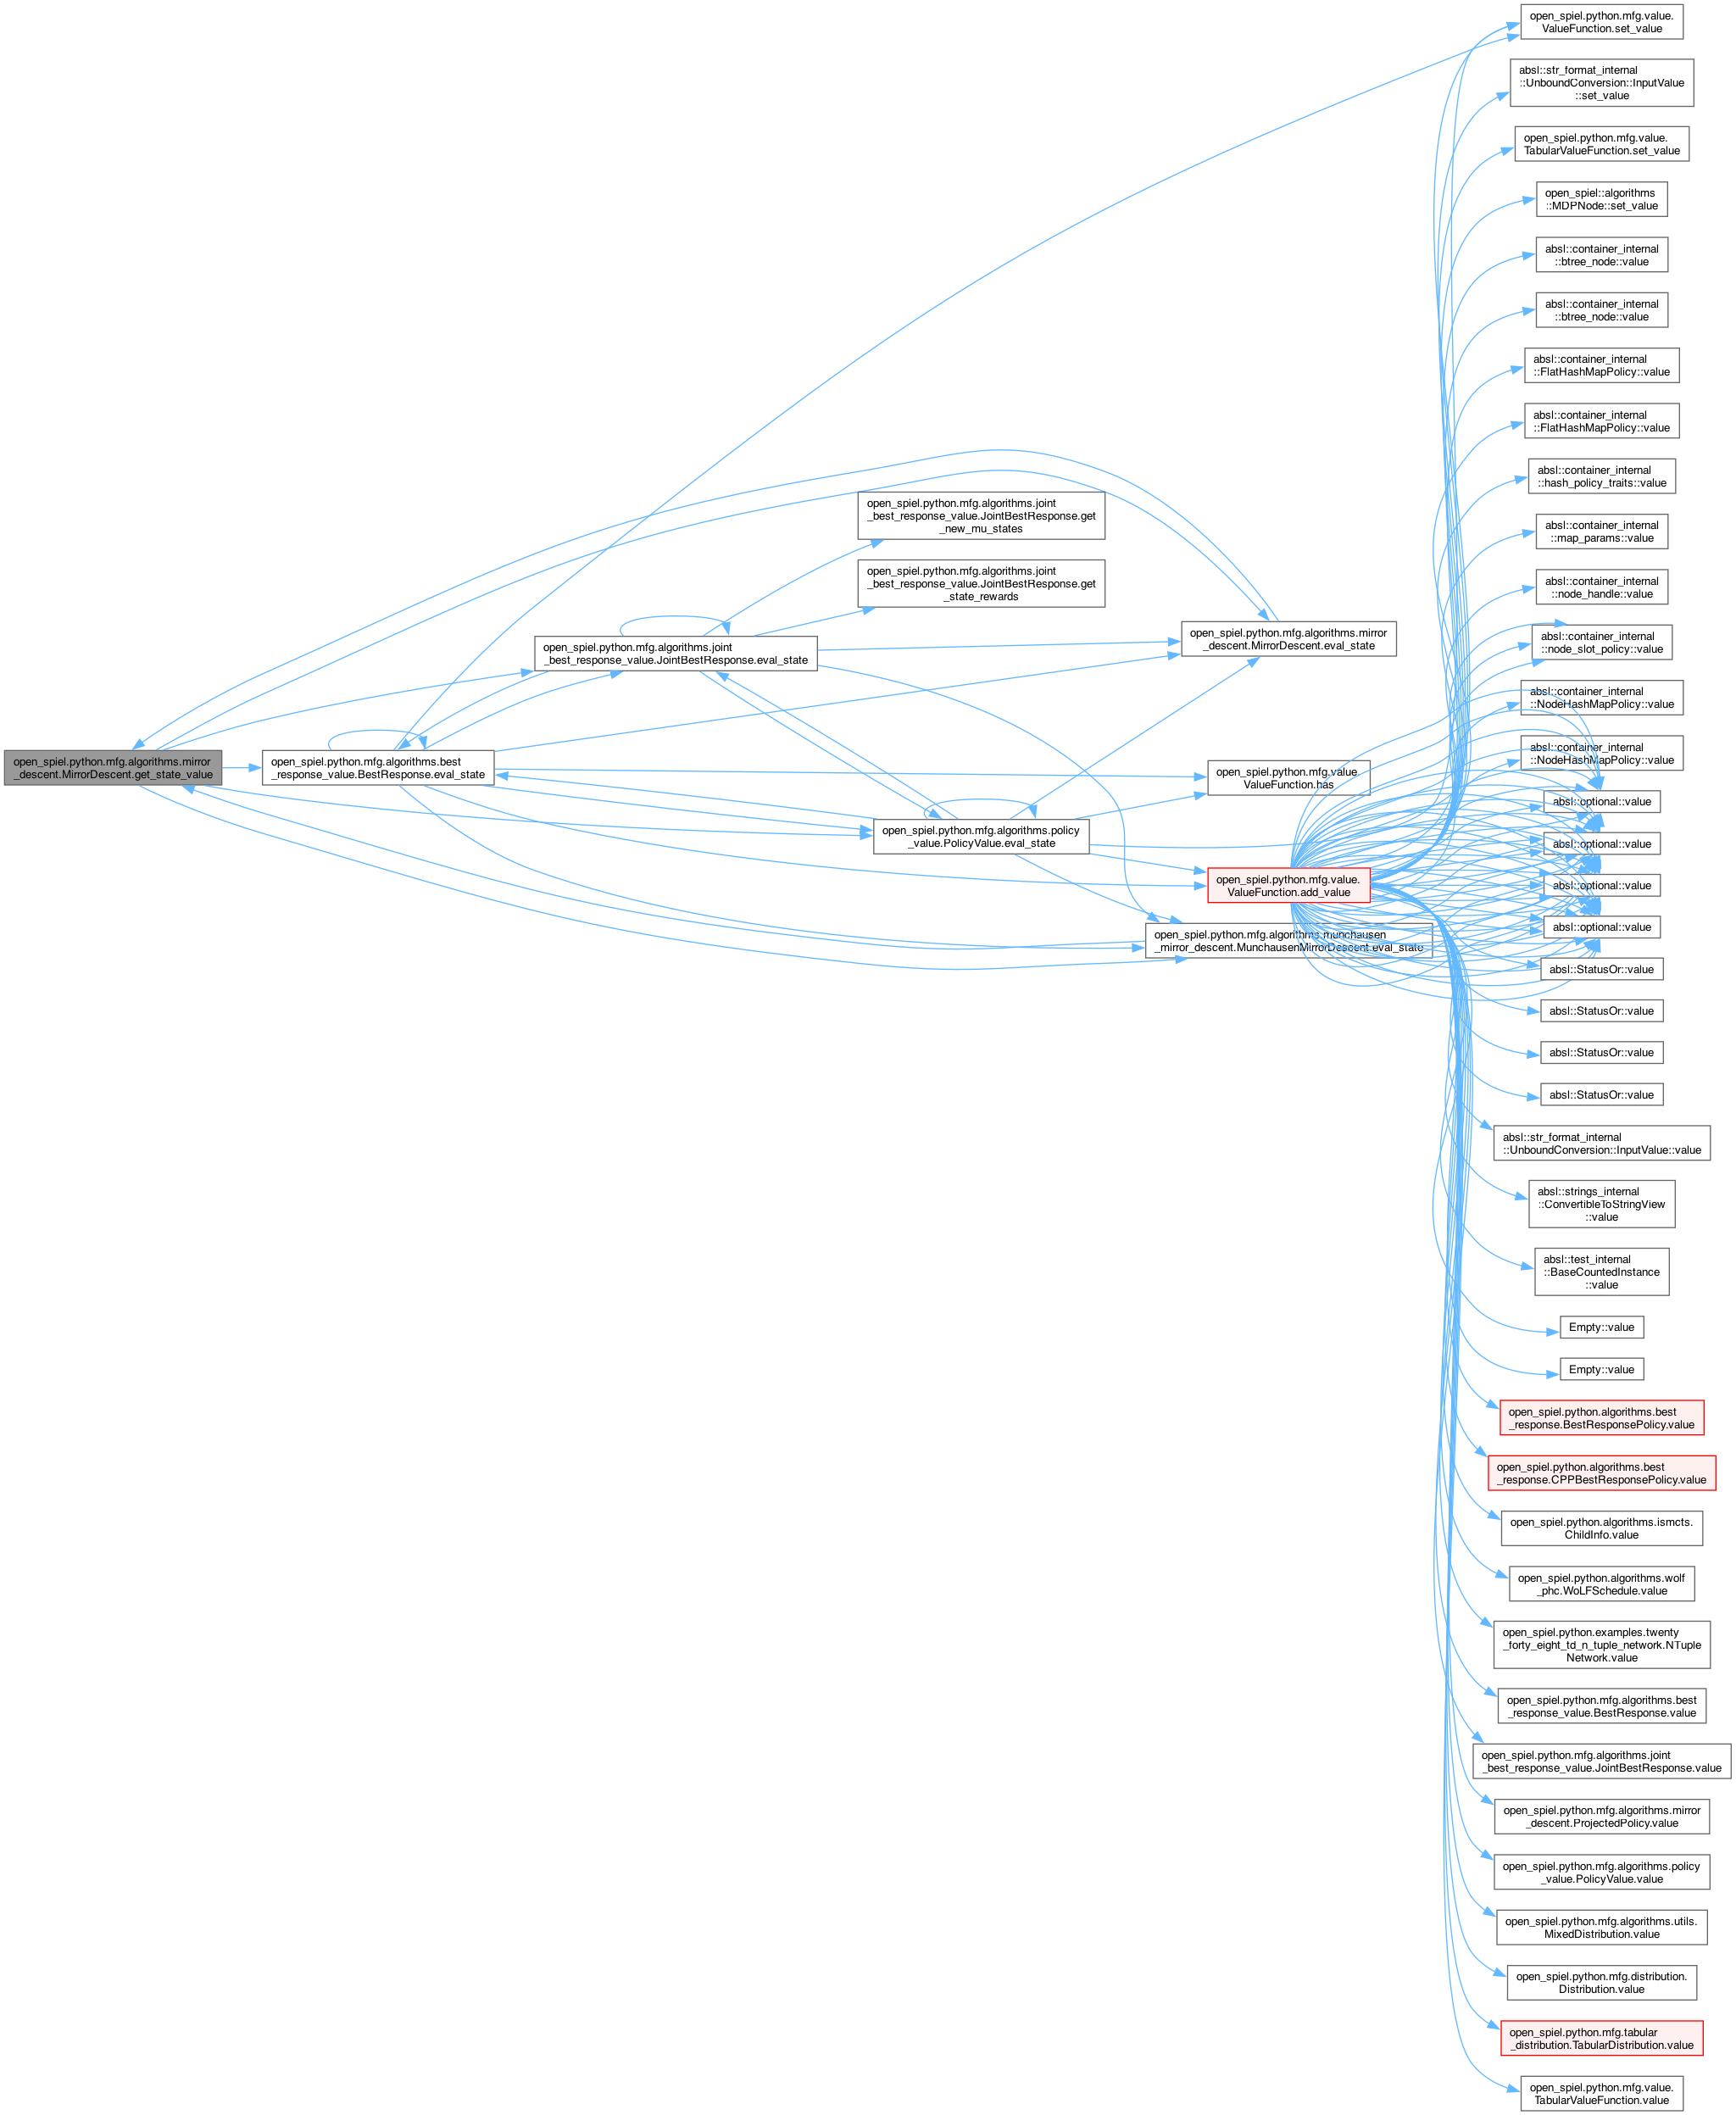 open_spiel.python.mfg.algorithms.mirror
_descent.MirrorDescent.get_state_value
open_spiel.python.mfg.algorithms.best
_response_value.BestResponse.eval_state
open_spiel.python.mfg.algorithms.joint
_best_response_value.JointBestResponse.eval_state
open_spiel.python.mfg.algorithms.joint
_best_response_value.JointBestResponse.get
_new_mu_states
open_spiel.python.mfg.algorithms.joint
_best_response_value.JointBestResponse.get
_state_rewards
open_spiel.python.mfg.algorithms.policy
_value.PolicyValue.eval_state
open_spiel.python.mfg.algorithms.mirror
_descent.MirrorDescent.eval_state
open_spiel.python.mfg.value.
ValueFunction.has
open_spiel.python.mfg.value.
ValueFunction.add_value
open_spiel.python.mfg.algorithms.munchausen
_mirror_descent.MunchausenMirrorDescent.eval_state
open_spiel.python.mfg.value.
ValueFunction.set_value
absl::str_format_internal
::UnboundConversion::InputValue
::set_value
open_spiel.python.mfg.value.
TabularValueFunction.set_value
open_spiel::algorithms
::MDPNode::set_value
absl::container_internal
::btree_node::value
absl::container_internal
::btree_node::value
absl::container_internal
::FlatHashMapPolicy::value
absl::container_internal
::FlatHashMapPolicy::value
absl::container_internal
::hash_policy_traits::value
absl::container_internal
::map_params::value
absl::container_internal
::node_handle::value
absl::container_internal
::node_slot_policy::value
absl::container_internal
::NodeHashMapPolicy::value
absl::container_internal
::NodeHashMapPolicy::value
absl::optional::value
absl::optional::value
absl::optional::value
absl::optional::value
absl::StatusOr::value
absl::StatusOr::value
absl::StatusOr::value
absl::StatusOr::value
absl::str_format_internal
::UnboundConversion::InputValue::value
absl::strings_internal
::ConvertibleToStringView
::value
absl::test_internal
::BaseCountedInstance
::value
Empty::value
Empty::value
open_spiel.python.algorithms.best
_response.BestResponsePolicy.value
open_spiel.python.algorithms.best
_response.CPPBestResponsePolicy.value
open_spiel.python.algorithms.ismcts.
ChildInfo.value
open_spiel.python.algorithms.wolf
_phc.WoLFSchedule.value
open_spiel.python.examples.twenty
_forty_eight_td_n_tuple_network.NTuple
Network.value
open_spiel.python.mfg.algorithms.best
_response_value.BestResponse.value
open_spiel.python.mfg.algorithms.joint
_best_response_value.JointBestResponse.value
open_spiel.python.mfg.algorithms.mirror
_descent.ProjectedPolicy.value
open_spiel.python.mfg.algorithms.policy
_value.PolicyValue.value
open_spiel.python.mfg.algorithms.utils.
MixedDistribution.value
open_spiel.python.mfg.distribution.
Distribution.value
open_spiel.python.mfg.tabular
_distribution.TabularDistribution.value
open_spiel.python.mfg.value.
TabularValueFunction.value